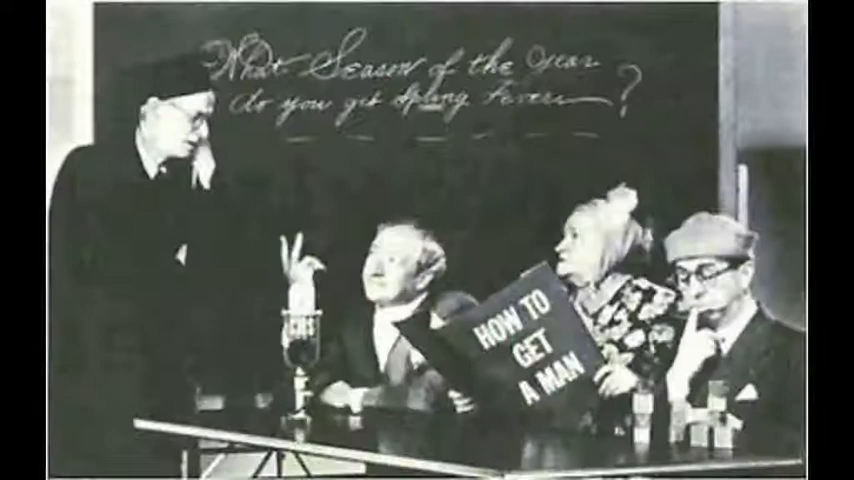 What Season of the Year
do you get Spring Fever ?
HOW TO
GET
A MAN